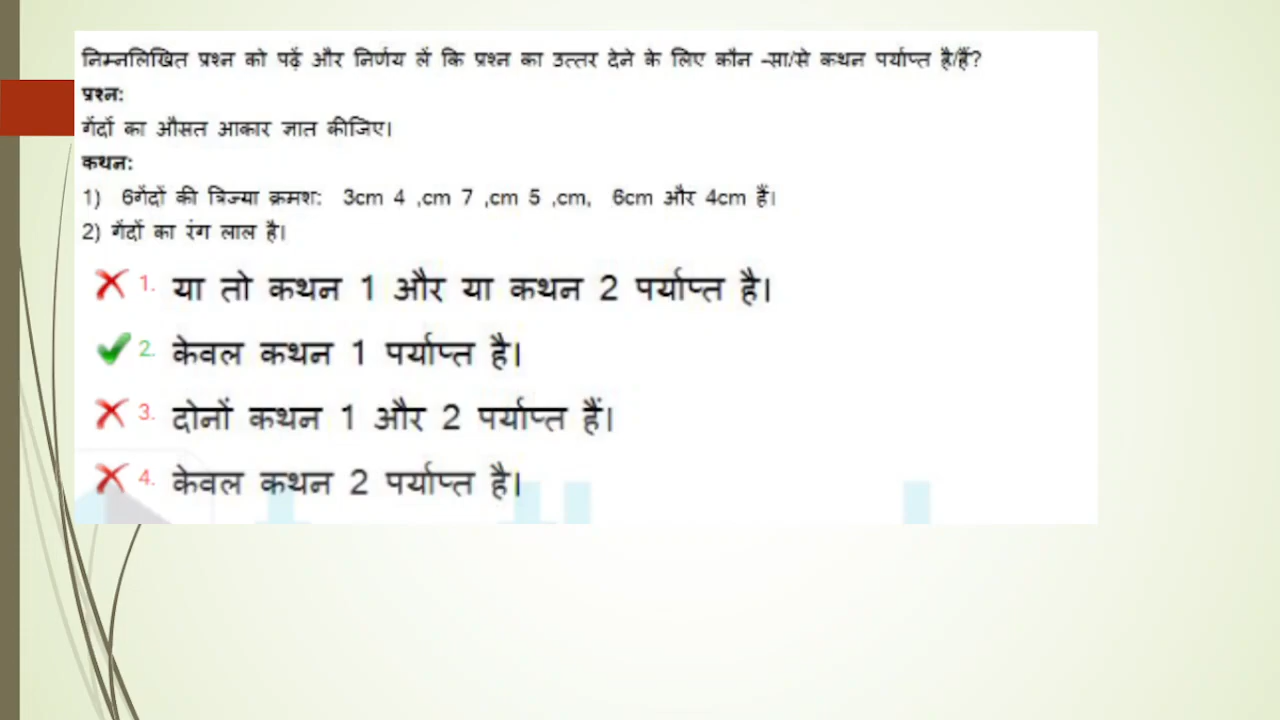 निम्नलिखित प्रश्न को पढ़ें और निर्णय लें कि प्रश्न का उत्तर देने के लिए कौन –सा/से कथन पर्याप्त है/हैं?
प्रश्न:
गेंदों का औसत आकार ज्ञात कीजिए।
कथन:
1) 6गेंदों की त्रिज्या क्रमश: 3cm 4 ,cm 7 ,cm 5 ,cm, 6cm और 4cm हैं।
2) गेंदों का रंग लाल है।
1. या तो कथन 1 और या कथन 2 पर्याप्त है।
2. केवल कथन 1 पर्याप्त है।
3. दोनों कथन 1 और 2 पर्याप्त हैं।
4. केवल कथन 2 पर्याप्त है।